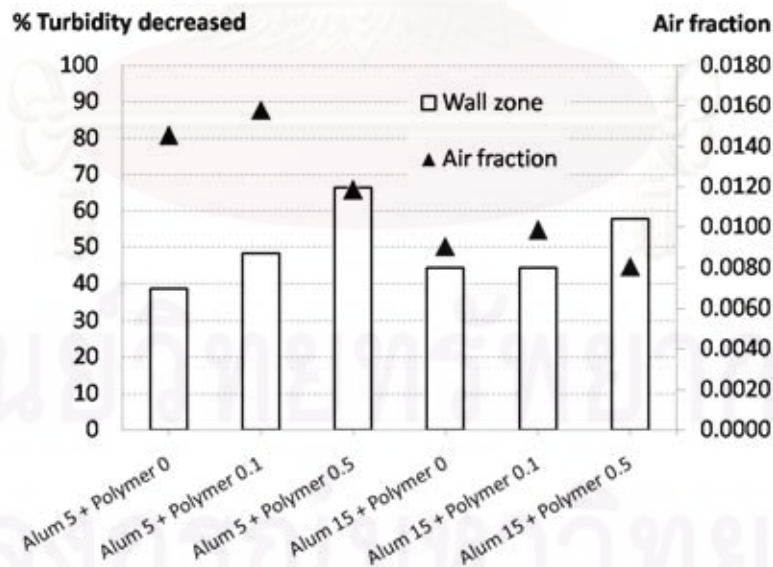 % Turbidity decreased
Air fraction
100
90
80
70
60
50
40
30
20
10
0
Wall zone
Air fraction
0.0180
0.0160
0.0140
0.0120
0.0100
0.0080
0.0060
0.0040
0.0020
0.0000
Alum 5 + Polymer 0
Alum 5 + Polymer 0.1
Alum 5 + Polymer 0.5
Alum 15 + Polymer 0
Alum 15 + Polymer 0.1
Alum 15 + Polymer 0.5